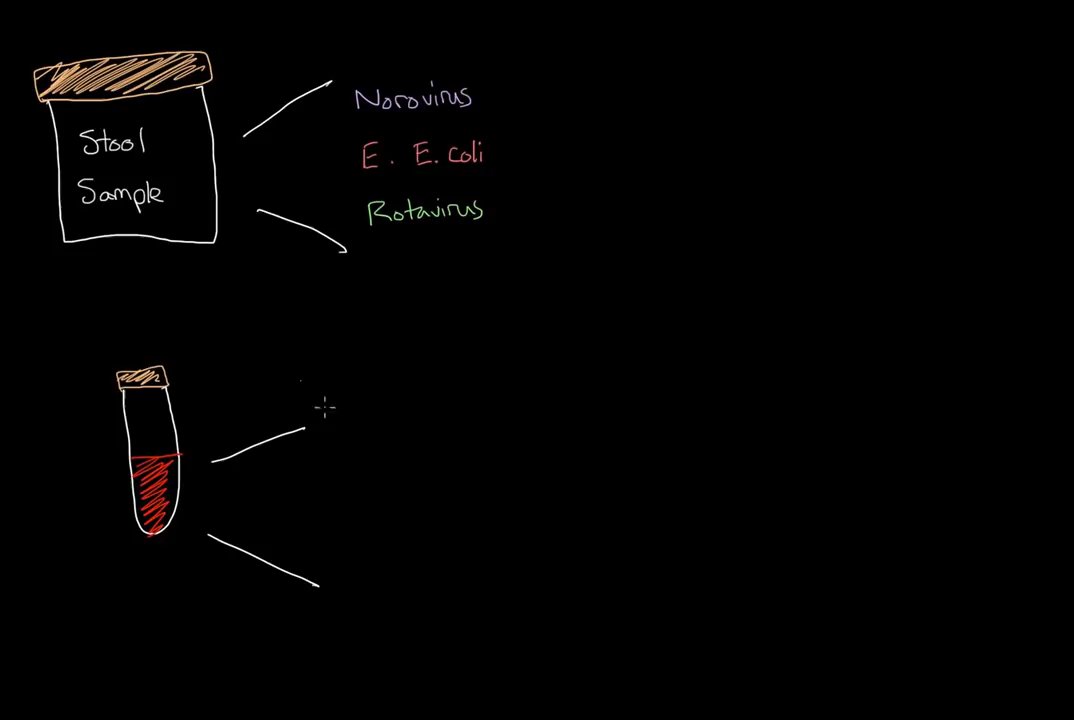 Stool
Sample
Norovirus
E. E. coli
Rotavirus